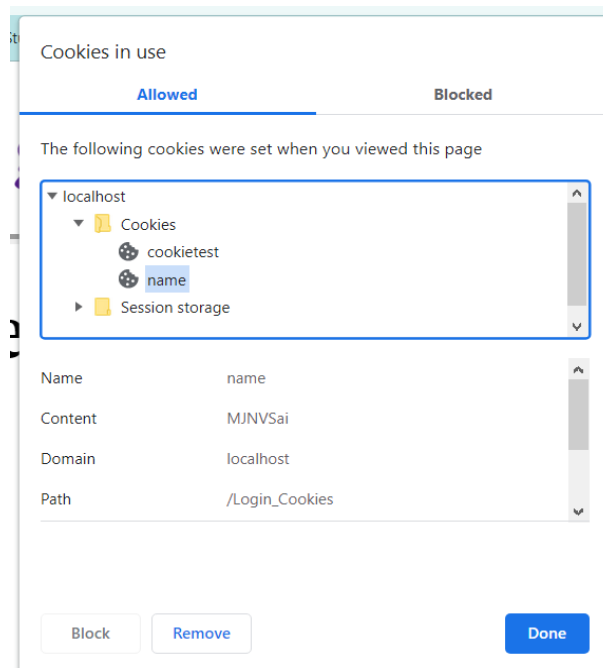 Cookies in use
Allowed Blocked
The following cookies were set when you viewed this page
localhost
Cookies
cookietest
name
Session storage
Name name
Content MJNVSai
Domain localhost
Path /Login_Cookies
Block Remove Done